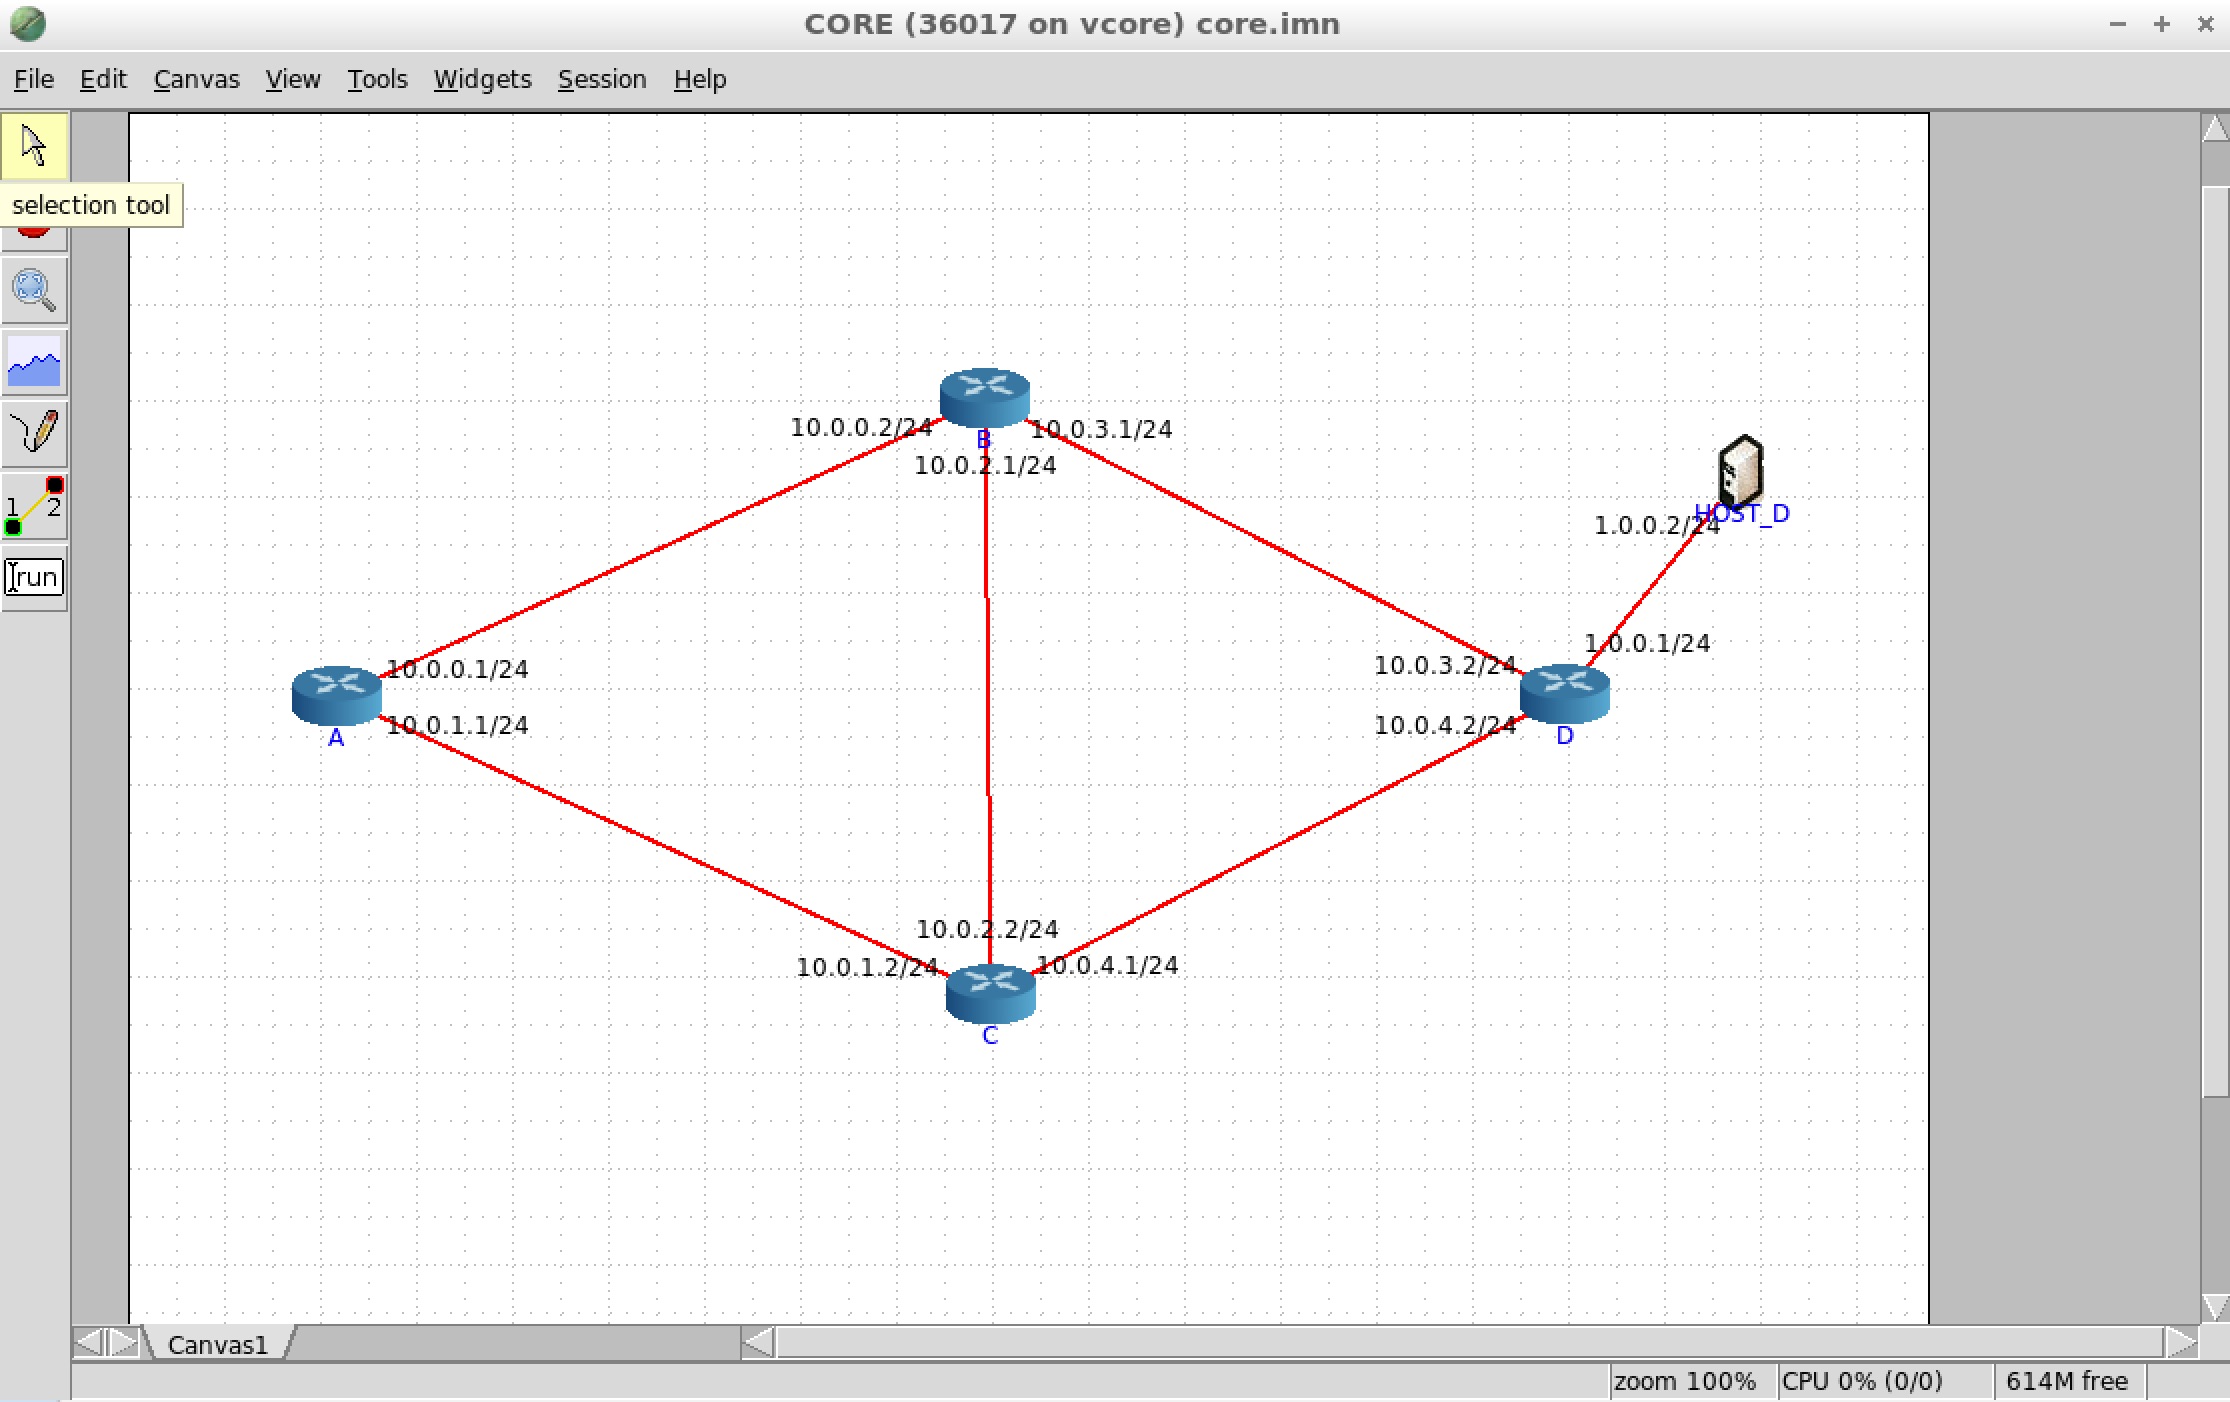 CORE (36017 on vcore) core.imn
File Edit Canvas View Tools Widgets Session Help
selection tool
1 2
run
B
10.0.0.2/24
10.0.3.1/24
10.0.2.1/24
HOST_D
1.0.0.2/24
1.0.0.1/24
10.0.0.1/24
10.0.3.2/24
10.0.1.1/24
10.0.4.2/24
A
D
10.0.2.2/24
10.0.1.2/24
10.0.4.1/24
C
Canvas1
zoom 100% CPU 0% (0/0) 614M free